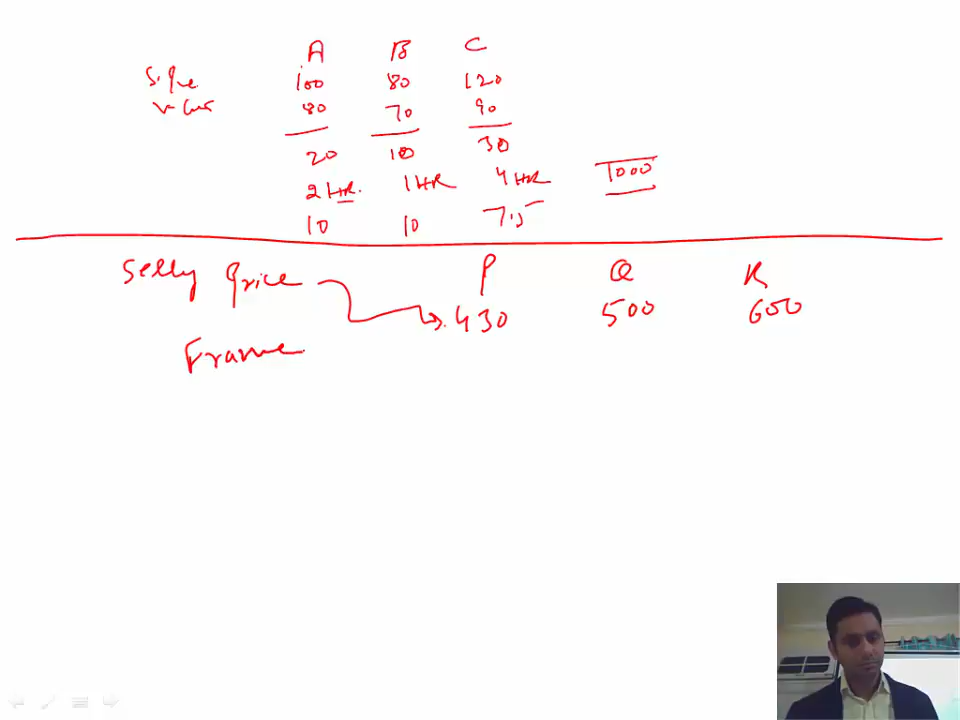 A B C
S. Price 100 80 120
V Cost 80 70 90
20 10 30
2 HR. 1 HR 4 HR 1000
10 10 7.5
P Q R
Selling Price 430 500 600
Frame